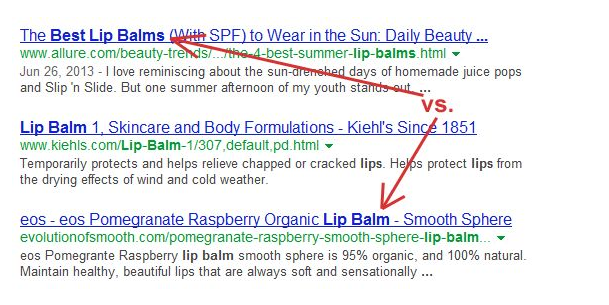 The Best Lip Balms (With SPF) to Wear in the Sun: Daily Beauty ...
www.allure.com/beauty-trends/.../the-4-best-summer-lip-balms.html
Jun 26, 2013 - I love reminiscing about the sun-drenched days of homemade juice pops
and Slip 'n Slide. But one summer afternoon of my youth stands out, ...
vs.
Lip Balm 1, Skincare and Body Formulations - Kiehl's Since 1851
www.kiehls.com/Lip-Balm-1/307,default,pd.html
Temporarily protects and helps relieve chapped or cracked lips. Helps protect lips from
the drying effects of wind and cold weather.
eos - eos Pomegranate Raspberry Organic Lip Balm - Smooth Sphere
evolutionofsmooth.com/pomegranate-raspberry-smooth-sphere-lip-balm...
eos Pomegranate Raspberry lip balm smooth sphere is 95% organic, and 100% natural.
Maintain healthy, beautiful lips that are always soft and sensationally ...